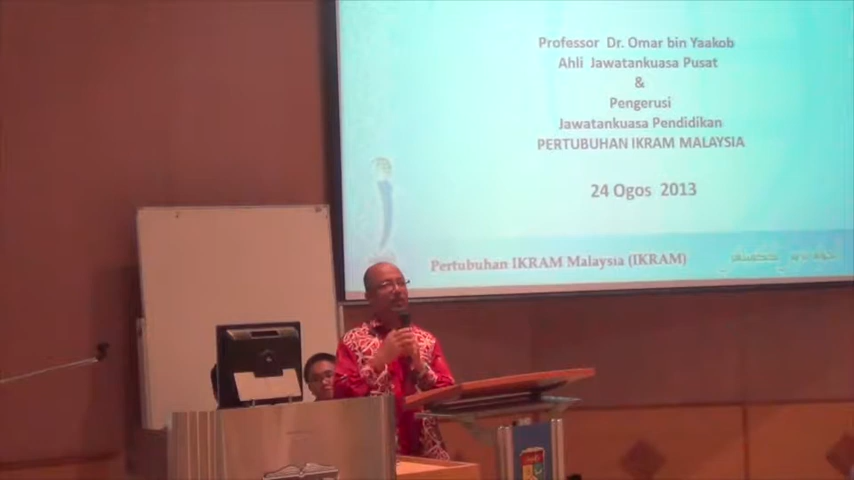 Professor Dr. Omar bin Yaakob
Ahli Jawatankuasa Pusat
&
Pengerusi
Jawatankuasa Pendidikan
PERTUBUHAN IKRAM MALAYSIA
24 Ogos 2013
Pertubuhan IKRAM Malaysia (IKRAM)